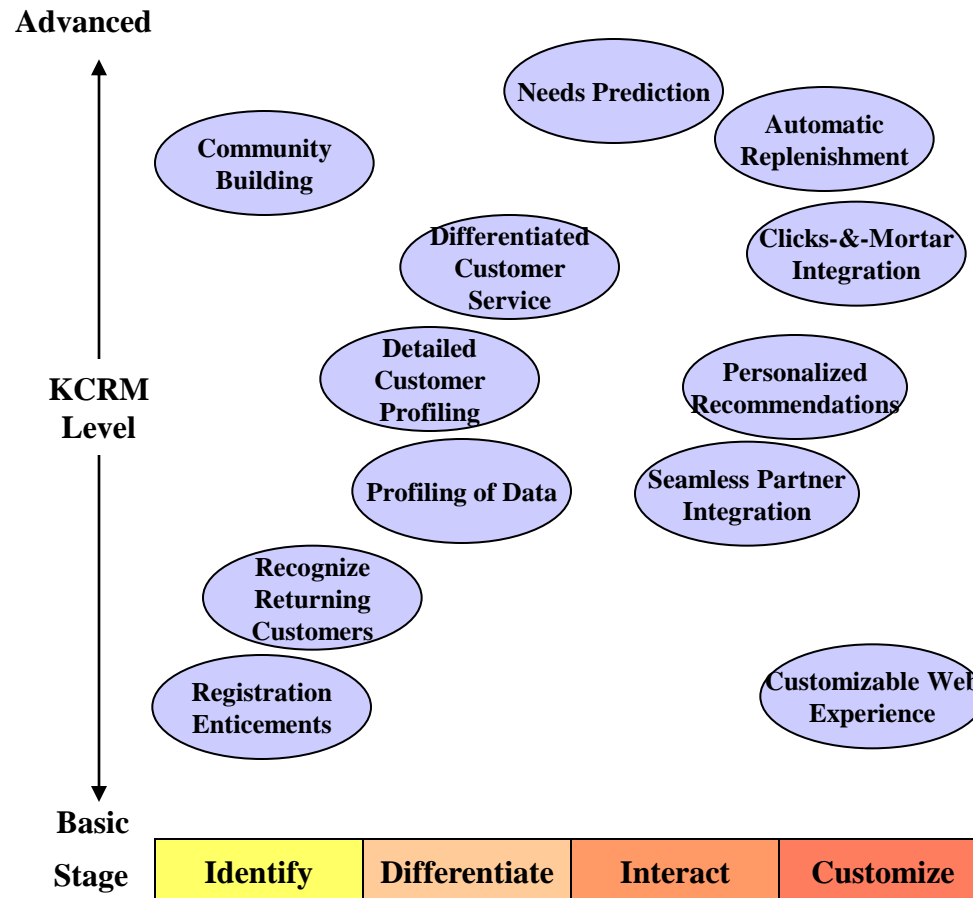 Advanced
Needs Prediction
Automatic
Replenishment
Community
Building
Differentiated
Customer
Service
Clicks-&-Mortar
Integration
Detailed
Customer
Profiling
KCRM
Level
Personalized
Recommendations
Profiling of Data
Seamless Partner
Integration
Recognize
Returning
Customers
Registration
Enticements
Customizable Web
Experience
Basic
Stage
Identify
Differentiate
Interact
Customize